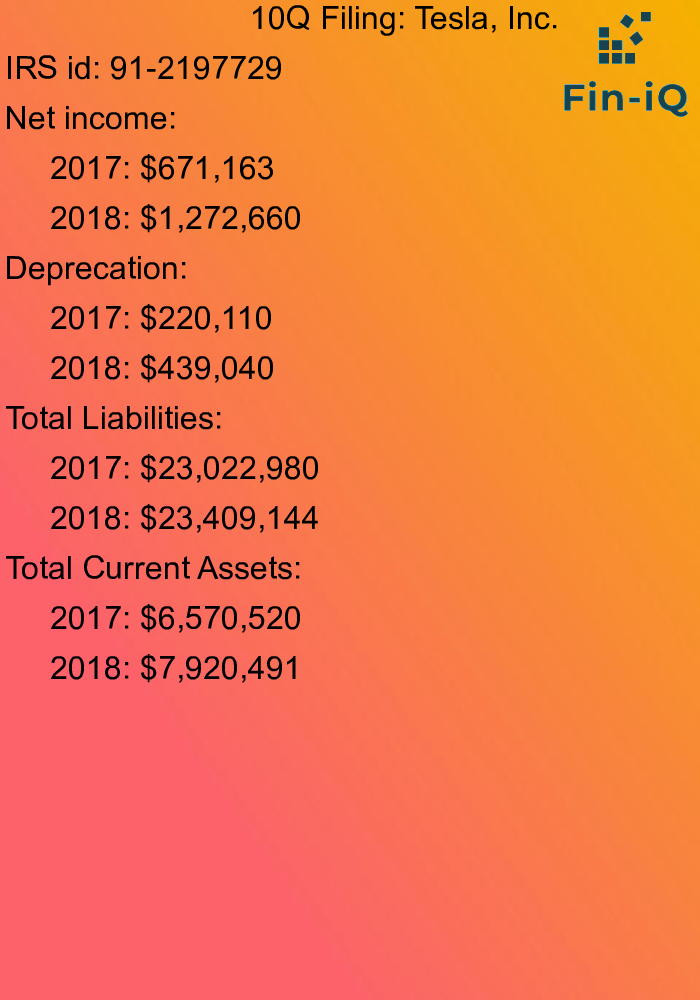 10Q Filing: Tesla, Inc.
Fin-iQ
IRS id: 91-2197729
Net income:
2017: $671,163
2018: $1,272,660
Deprecation:
2017: $220,110
2018: $439,040
Total Liabilities:
2017: $23,022,980
2018: $23,409,144
Total Current Assets:
2017: $6,570,520
2018: $7,920,491